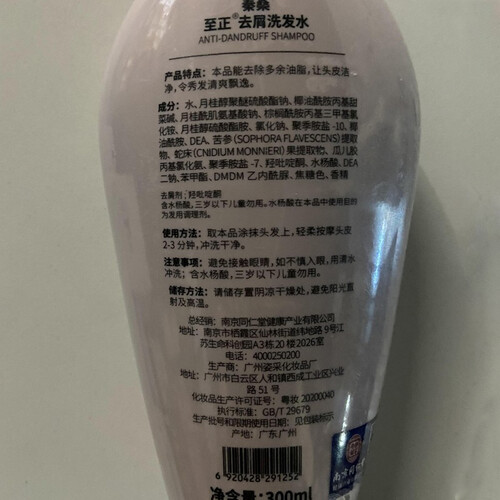 秦桑
至正®去屑洗发水
ANTI-DANDRUFF SHAMPOO
产品特点：本品能去除多余油脂，让头皮洁
净，令秀发清爽飘逸。
成分：水、月桂醇聚醚硫酸酯钠、椰油酰胺丙基甜
菜碱、月桂酰肌氨基酸钠、棕榈酰胺丙基三甲基氯
化铵、月桂醇硫酸酯铵、氯化钠、聚季铵盐-10、椰
油酰胺、DEA、苦参(SOPHORA FLAVESCENS)提取
物、蛇床(CNIDIUM MONNIERI)果提取物、瓜儿胶
羟丙基氯化氨、聚季铵盐-7、羟吡啶酮、水杨酸、DEA
二钠、苯甲酯、DMDM 乙内酰脲、焦糖色、香精
去屑剂：羟吡啶酮
含水杨酸，三岁以下儿童勿用。水杨酸在本品中使用目的
为发用调理剂。
使用方法：取本品涂抹头发上，轻柔按摩头皮
2-3分钟，冲洗干净。
注意事项：避免接触眼睛，如不慎入眼，用清水
冲洗；含水杨酸，三岁以下儿童勿用。
储存方法：请储存置阴凉干燥处，避免阳光直
射及高温。
总经销：南京同仁堂健康产业有限公司
地址：南京市栖霞区仙林街道纬地路9号江
苏生命科创园A3栋20楼2026室
电话：4000250200
生产商：广州姿采化妆品厂
地址：广州市白云区人和镇西成工业区兴业
路51号
化妆品生产许可证号：粤妆20200040
执行标准：GB/T 29679
生产批号和限期使用日期：见包装标示
产地：广东广州
6 920428 291252
净含量：300ml